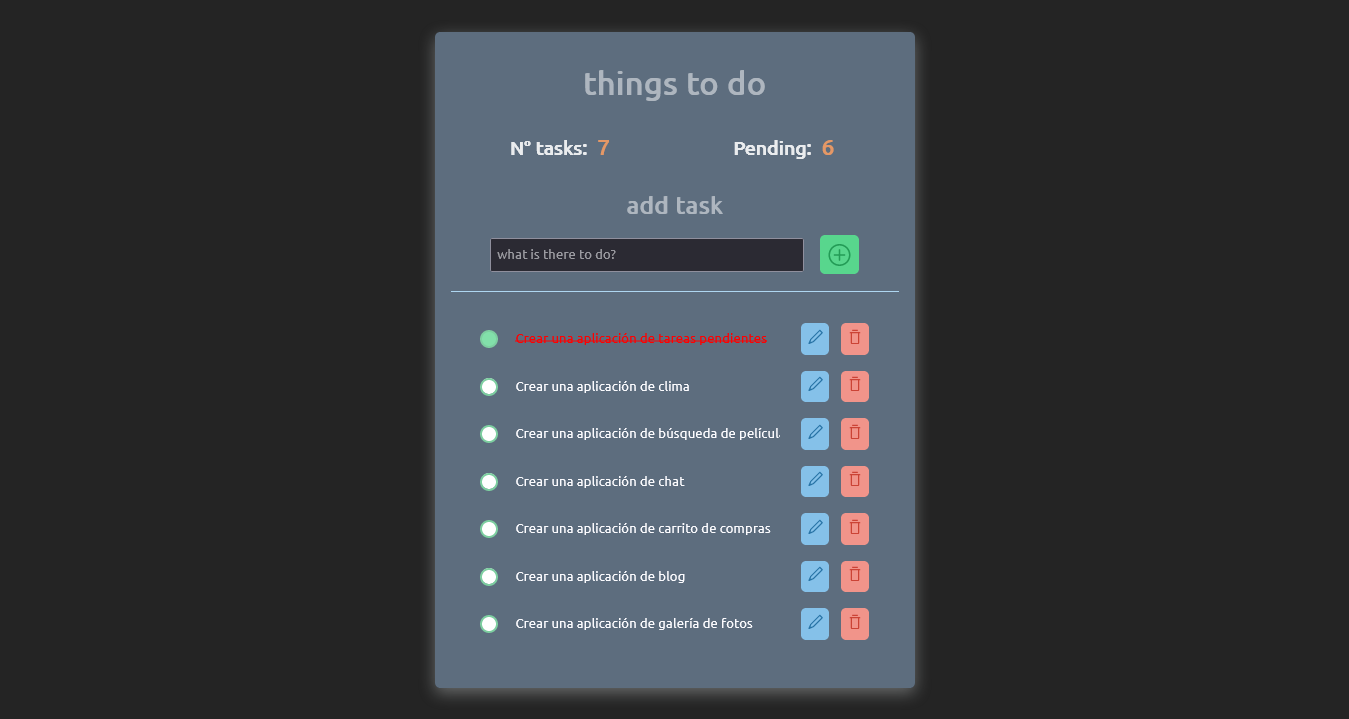 things to do
N° tasks: 7 Pending: 6
add task
what is there to do?
Crear una aplicación de tareas pendientes
Crear una aplicación de clima
Crear una aplicación de búsqueda de películ
Crear una aplicación de chat
Crear una aplicación de carrito de compras
Crear una aplicación de blog
Crear una aplicación de galería de fotos